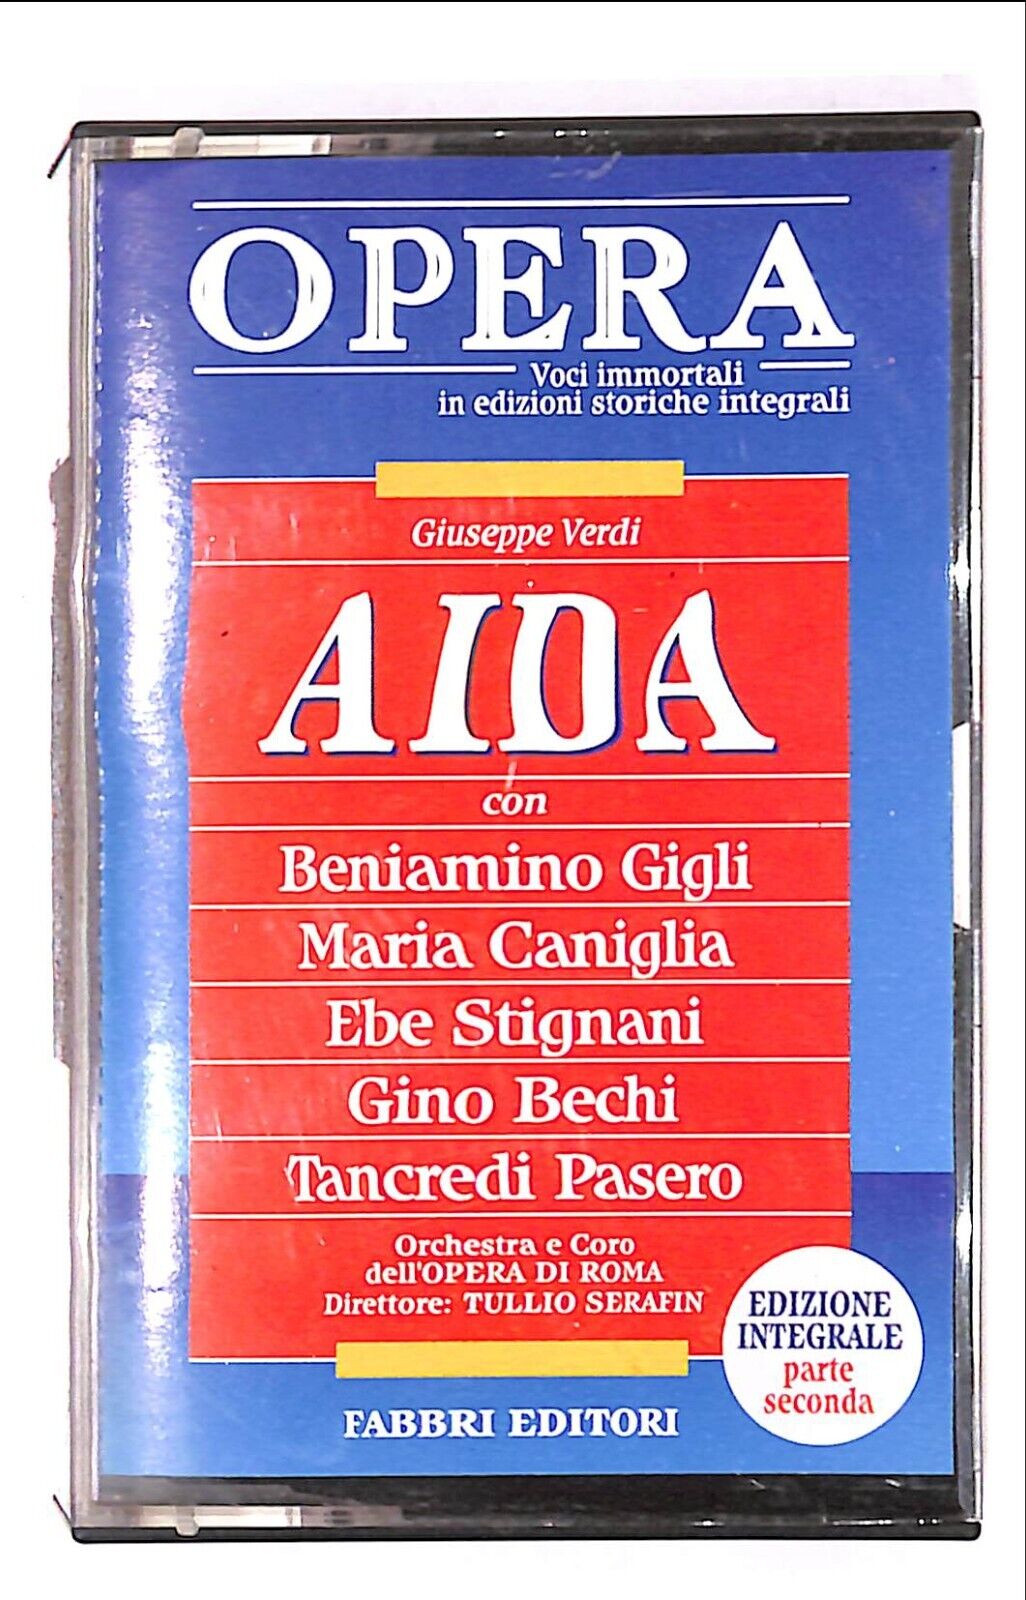 OPERA
Voci immortali
in edizioni storiche integrali
Giuseppe Verdi
AIDA
con
Beniamino Gigli
Maria Caniglia
Ebe Stignani
Gino Bechi
Tancredi Pasero
Orchestra e Coro
dell'OPERA DI ROMA
Direttore: TULLIO SERAFIN
EDIZIONE
INTEGRALE
parte
seconda
FABBRI EDITORI